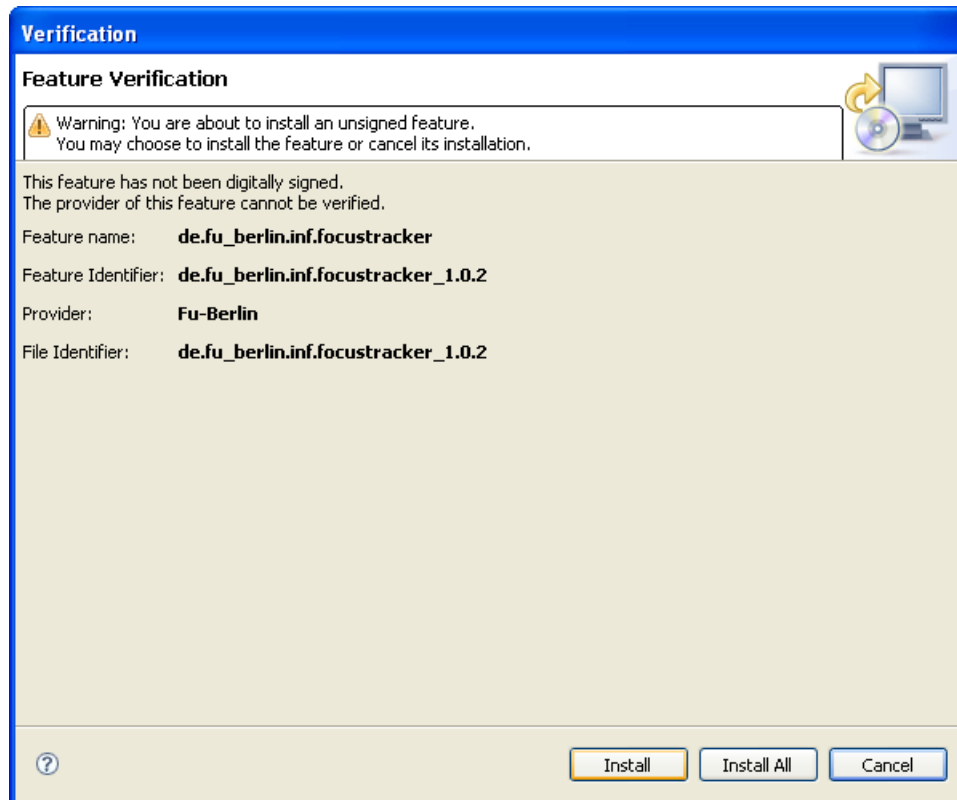 Verification
Feature Verification
Warning: You are about to install an unsigned feature.
You may choose to install the feature or cancel its installation.
This feature has not been digitally signed.
The provider of this feature cannot be verified.
Feature name: de.fu_berlin.inf.focustracker
Feature Identifier: de.fu_berlin.inf.focustracker_1.0.2
Provider: Fu-Berlin
File Identifier: de.fu_berlin.inf.focustracker_1.0.2
? Install Install All Cancel